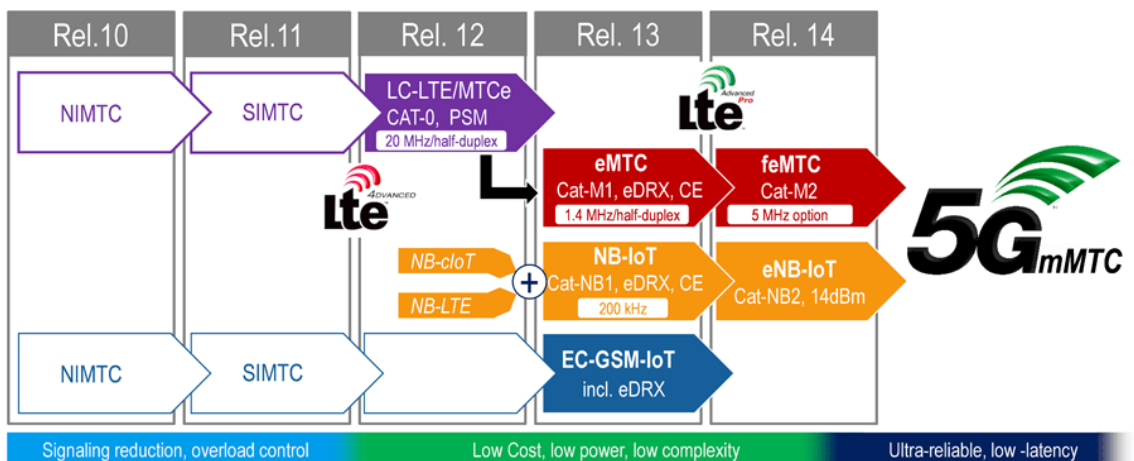 Rel.10
Rel.11
Rel. 12
Rel. 13
Rel. 14
NIMTC
SIMTC
LC-LTE/MTCe
CAT-0, PSM
20 MHz/half-duplex
Lte
Advanced
Pro
eMTC
Cat-M1, eDRX, CE
1.4 MHz/half-duplex
feMTC
Cat-M2
5 MHz option
Lte
4DVANCED
5G mMTC
NB-cIoT
NB-LTE
+
NB-IoT
Cat-NB1, eDRX, CE
200 kHz
eNB-IoT
Cat-NB2, 14dBm
NIMTC
SIMTC
EC-GSM-IoT
incl. eDRX
Signaling reduction, overload control
Low Cost, low power, low complexity
Ultra-reliable, low -latency